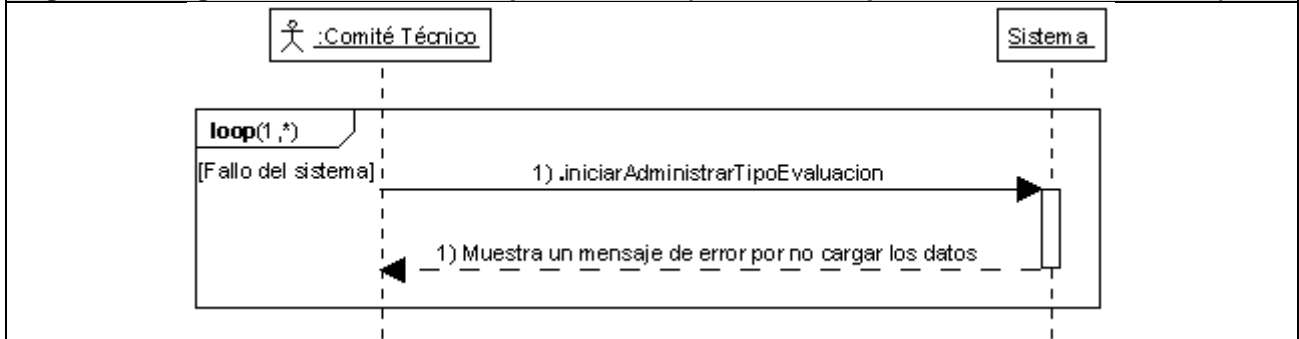 :Comité Técnico
Sistema
loop(1,*)
[Fallo del sistema]
1) .iniciarAdministrarTipoEvaluacion
1) Muestra un mensaje de error por no cargar los datos